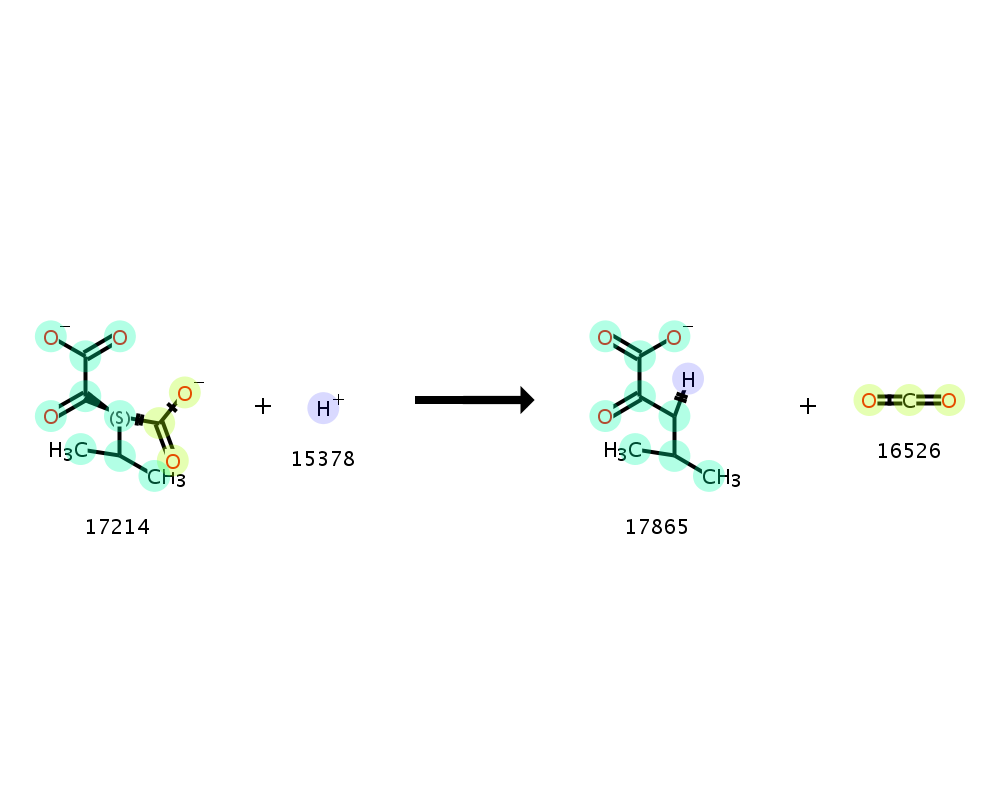 O− O O− O H
O (S) O− + H+ O + O C O
H3C O 15378 H3C 16526
CH3 CH3
17214 17865